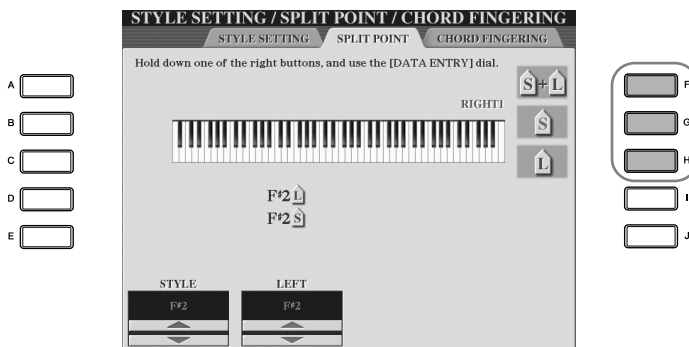 STYLE SETTING / SPLIT POINT / CHORD FINGERING
STYLE SETTING SPLIT POINT CHORD FINGERING
Hold down one of the right buttons, and use the [DATA ENTRY] dial.
S+L
RIGHT1
S
L
F#2 L
F#2 S
STYLE LEFT
F#2 F#2
A
B
C
D
E
F
G
H
I
J